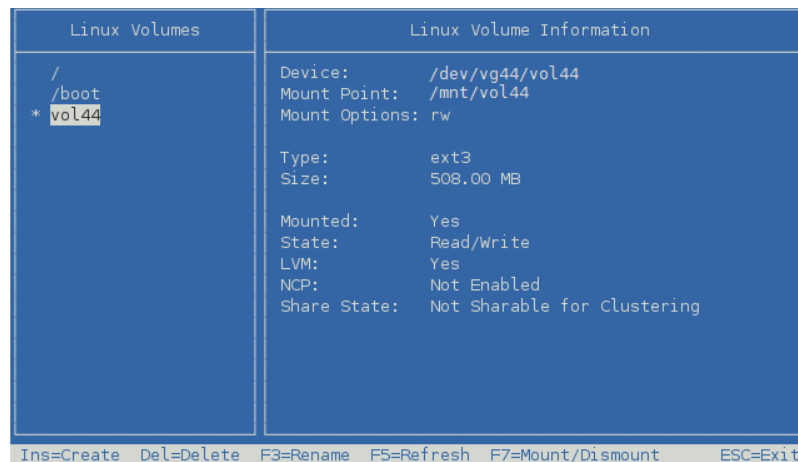 Linux Volumes
/
/boot
* vol44
Linux Volume Information
Device: /dev/vg44/vol44
Mount Point: /mnt/vol44
Mount Options: rw
Type: ext3
Size: 508.00 MB
Mounted: Yes
State: Read/Write
LVM: Yes
NCP: Not Enabled
Share State: Not Sharable for Clustering
Ins=Create Del=Delete F3=Rename F5=Refresh F7=Mount/Dismount ESC=Exit